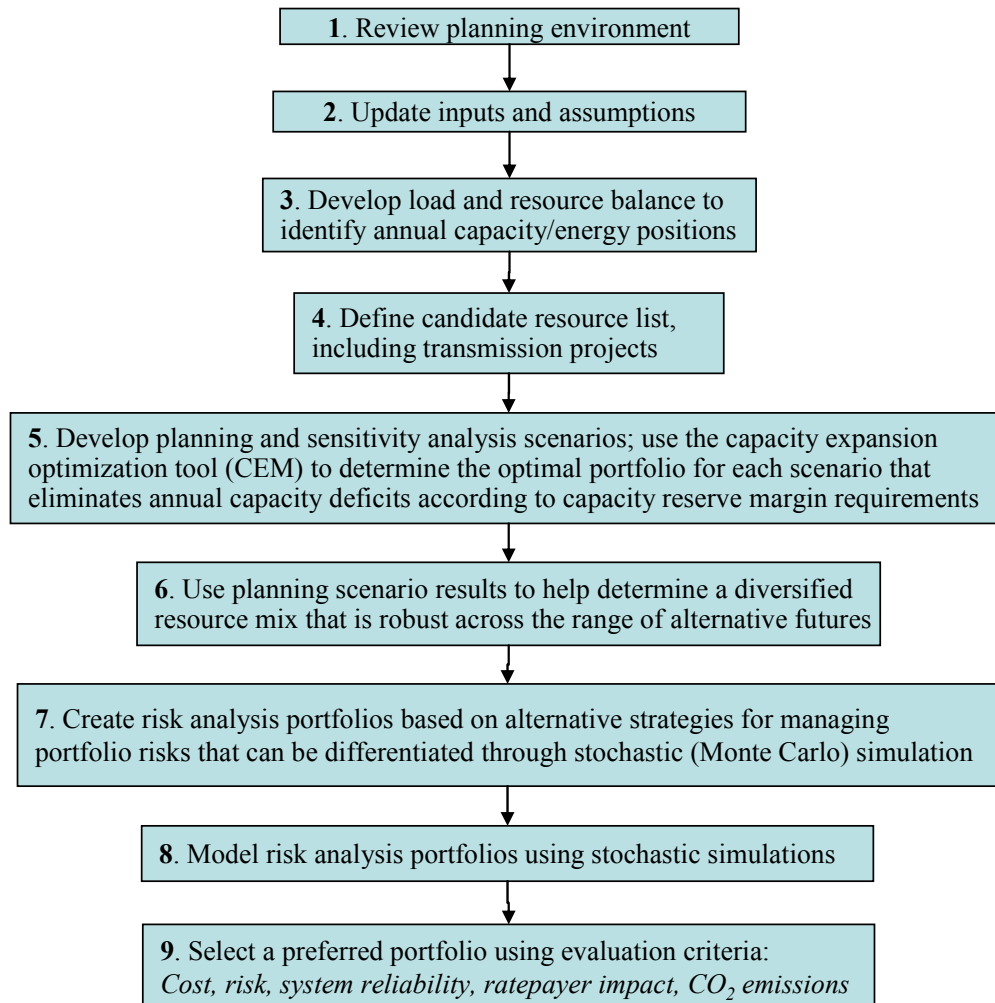 1. Review planning environment
2. Update inputs and assumptions
3. Develop load and resource balance to
identify annual capacity/energy positions
4. Define candidate resource list,
including transmission projects
5. Develop planning and sensitivity analysis scenarios; use the capacity expansion
optimization tool (CEM) to determine the optimal portfolio for each scenario that
eliminates annual capacity deficits according to capacity reserve margin requirements
6. Use planning scenario results to help determine a diversified
resource mix that is robust across the range of alternative futures
7. Create risk analysis portfolios based on alternative strategies for managing
portfolio risks that can be differentiated through stochastic (Monte Carlo) simulation
8. Model risk analysis portfolios using stochastic simulations
9. Select a preferred portfolio using evaluation criteria:
Cost, risk, system reliability, ratepayer impact, CO2 emissions